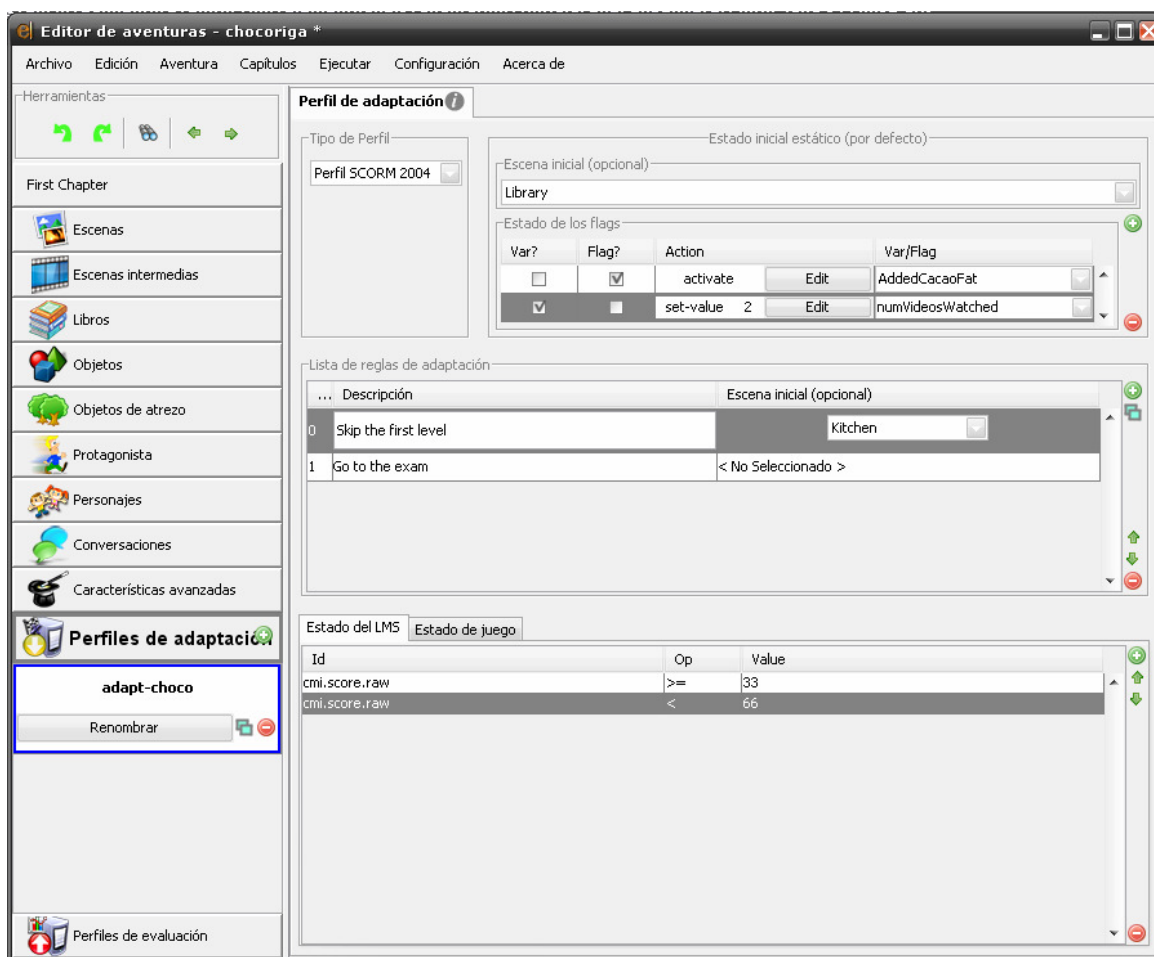 Editor de aventuras - chocoriga *
Archivo Edición Aventura Capítulos Ejecutar Configuración Acerca de
Herramientas
First Chapter
Escenas
Escenas intermedias
Libros
Objetos
Objetos de atrezo
Protagonista
Personajes
Conversaciones
Características avanzadas
Perfiles de adaptación
adapt-choco
Renombrar
Perfiles de evaluación
Perfil de adaptación
Tipo de Perfil
Perfil SCORM 2004
Estado inicial estático (por defecto)
Escena inicial (opcional)
Library
Estado de los flags
Var? Flag? Action Var/Flag
activate Edit AddedCacaoFat
set-value 2 Edit numVideosWatched
Lista de reglas de adaptación
... Descripción Escena inicial (opcional)
0 Skip the first level Kitchen
1 Go to the exam < No Seleccionado >
Estado del LMS Estado de juego
Id Op Value
cmi.score.raw >= 33
cmi.score.raw < 66